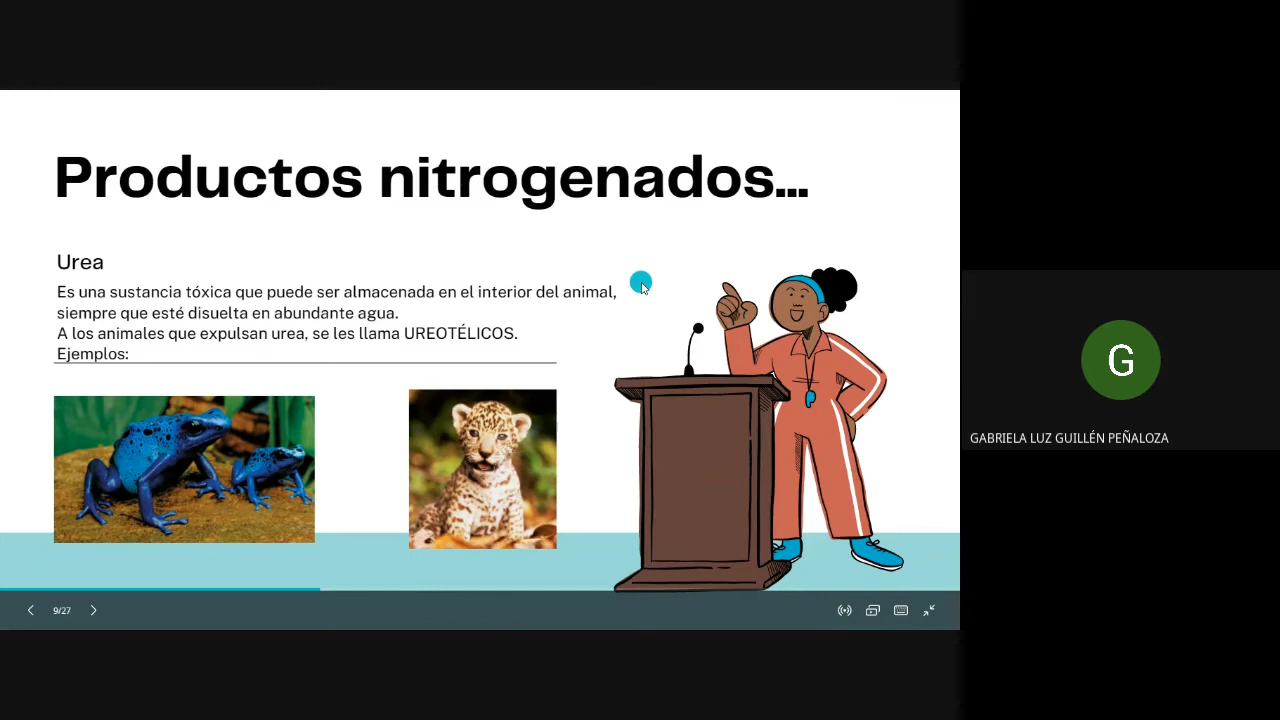 Productos nitrogenados...
Urea
Es una sustancia tóxica que puede ser almacenada en el interior del animal,
siempre que esté disuelta en abundante agua.
A los animales que expulsan urea, se les llama UREOTÉLICOS.
Ejemplos:
9/27
G
GABRIELA LUZ GUILLÉN PEÑALOZA